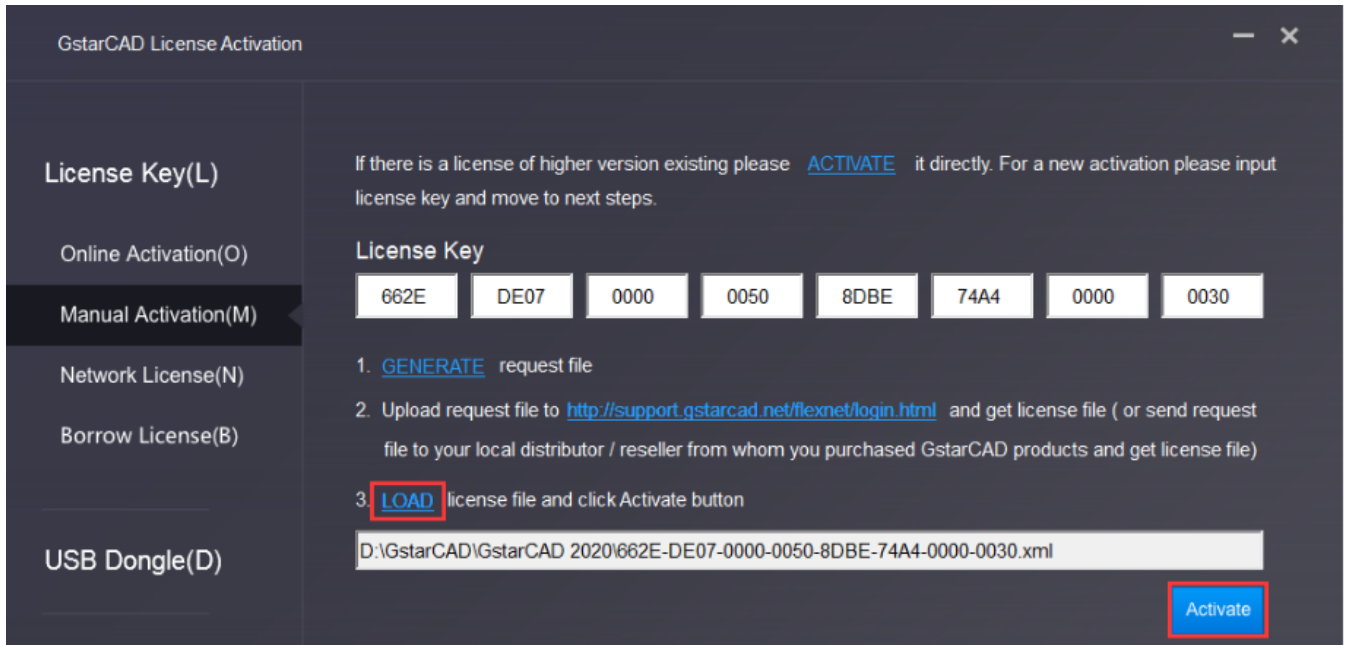 GstarCAD License Activation
License Key(L)
Online Activation(O)
Manual Activation(M)
Network License(N)
Borrow License(B)
USB Dongle(D)
If there is a license of higher version existing please ACTIVATE it directly. For a new activation please input
license key and move to next steps.
License Key
662E DE07 0000 0050 8DBE 74A4 0000 0030
1. GENERATE request file
2. Upload request file to http://support.gstarcad.net/flexnet/login.html and get license file ( or send request
file to your local distributor / reseller from whom you purchased GstarCAD products and get license file)
3. LOAD license file and click Activate button
D:\GstarCAD\GstarCAD 2020\662E-DE07-0000-0050-8DBE-74A4-0000-0030.xml
Activate